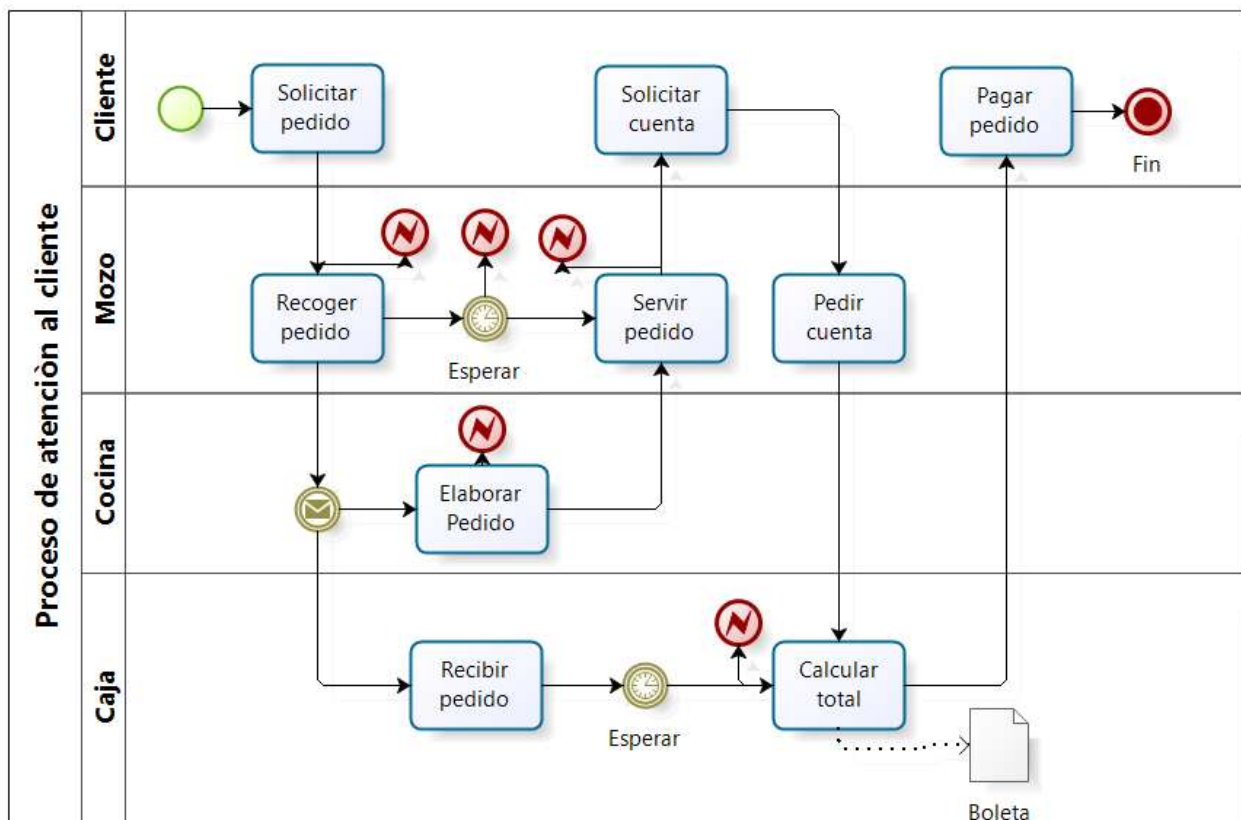 Proceso de atenciòn al cliente
Cliente
Solicitar
pedido
Solicitar
cuenta
Pagar
pedido
Fin
Mozo
Recoger
pedido
Esperar
Servir
pedido
Pedir
cuenta
Cocina
Elaborar
Pedido
Caja
Recibir
pedido
Esperar
Calcular
total
Boleta